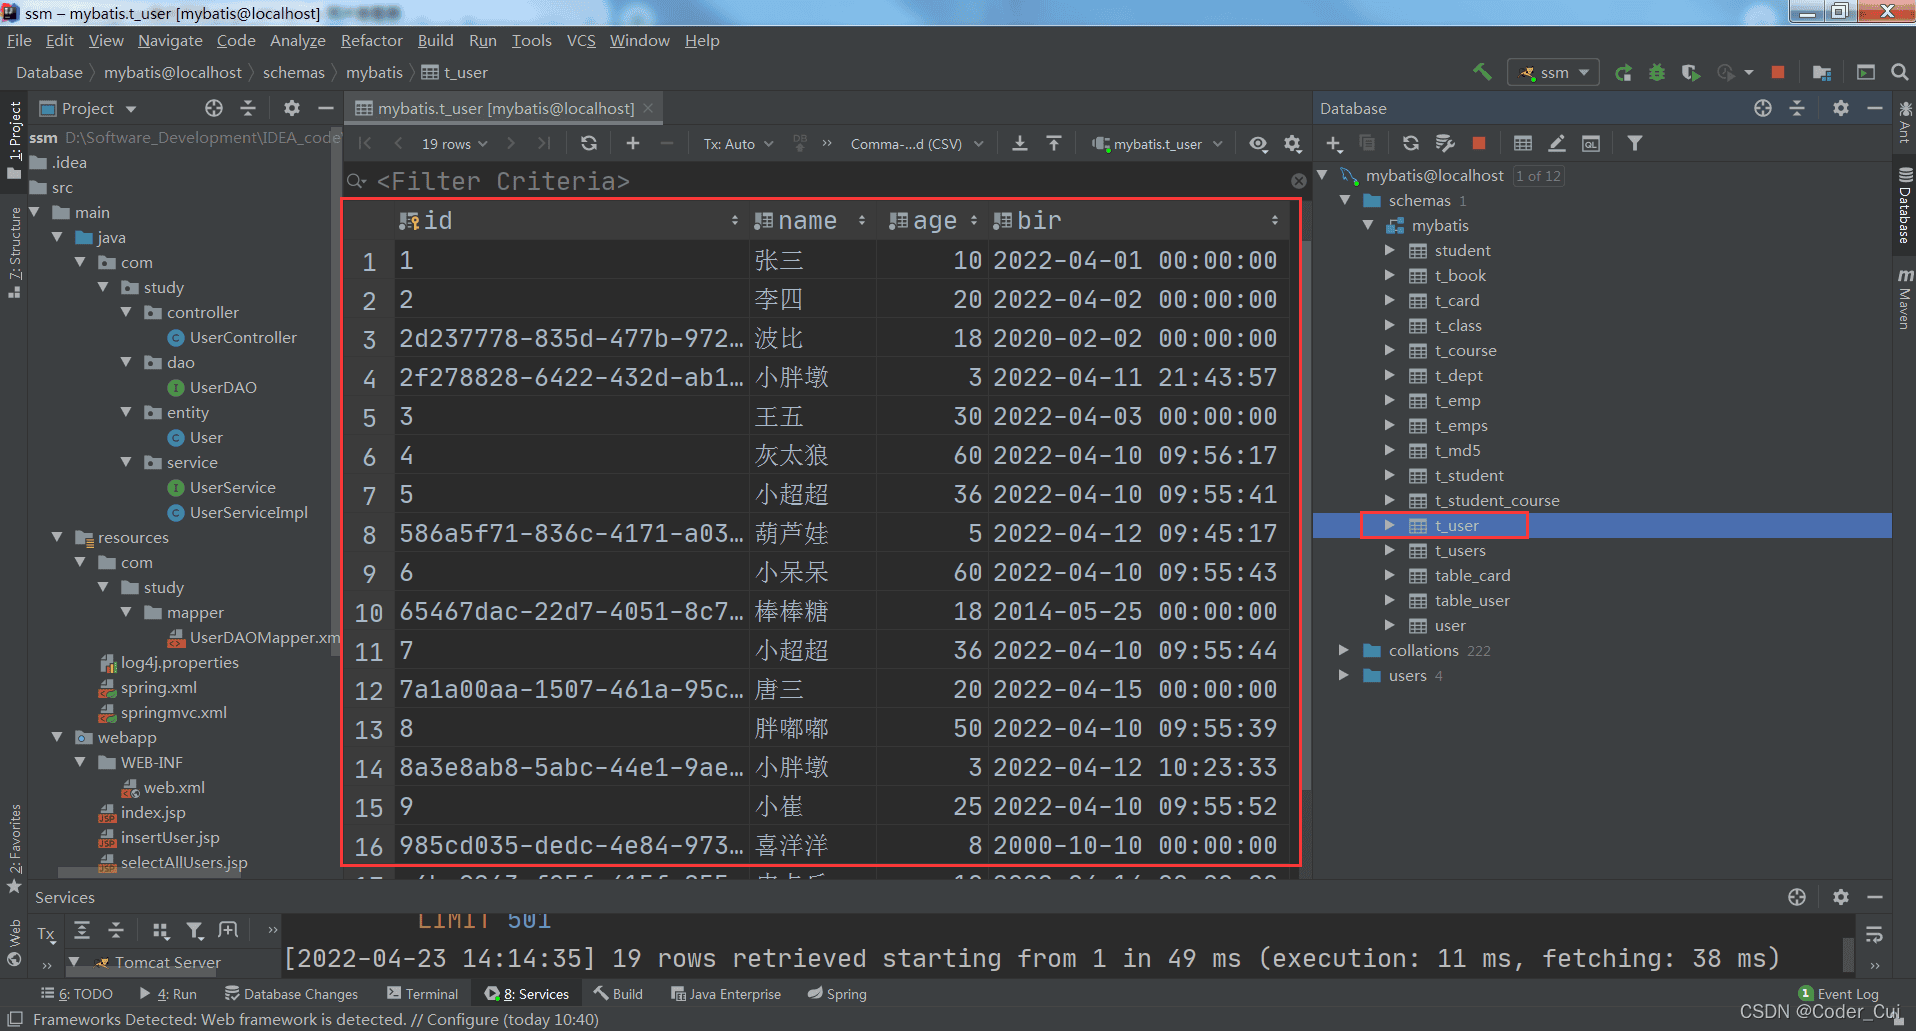 ssm – mybatis.t_user [mybatis@localhost]
File Edit View Navigate Code Analyze Refactor Build Run Tools VCS Window Help
Database mybatis@localhost schemas mybatis t_user
ssm
1: Project
7: Structure
2: Favorites
Web
Project
ssm D:\Software_Development\IDEA_code
.idea
src
main
java
com
study
controller
UserController
dao
UserDAO
entity
User
service
UserService
UserServiceImpl
resources
com
study
mapper
UserDAOMapper.xm
log4j.properties
spring.xml
springmvc.xml
webapp
WEB-INF
web.xml
index.jsp
insertUser.jsp
selectAllUsers.jsp
mybatis.t_user [mybatis@localhost]
19 rows Tx: Auto DB » Comma-...d (CSV) mybatis.t_user
<Filter Criteria>
id name age bir
1 1 张三 10 2022-04-01 00:00:00
2 2 李四 20 2022-04-02 00:00:00
3 2d237778-835d-477b-972... 波比 18 2020-02-02 00:00:00
4 2f278828-6422-432d-ab1... 小胖墩 3 2022-04-11 21:43:57
5 3 王五 30 2022-04-03 00:00:00
6 4 灰太狼 60 2022-04-10 09:56:17
7 5 小超超 36 2022-04-10 09:55:41
8 586a5f71-836c-4171-a03... 葫芦娃 5 2022-04-12 09:45:17
9 6 小呆呆 60 2022-04-10 09:55:43
10 65467dac-22d7-4051-8c7... 棒棒糖 18 2014-05-25 00:00:00
11 7 小超超 36 2022-04-10 09:55:44
12 7a1a00aa-1507-461a-95c... 唐三 20 2022-04-15 00:00:00
13 8 胖嘟嘟 50 2022-04-10 09:55:39
14 8a3e8ab8-5abc-44e1-9ae... 小胖墩 3 2022-04-12 10:23:33
15 9 小崔 25 2022-04-10 09:55:52
16 985cd035-dedc-4e84-973... 喜洋洋 8 2000-10-10 00:00:00
Database
QL
mybatis@localhost 1 of 12
schemas 1
mybatis
student
t_book
t_card
t_class
t_course
t_dept
t_emp
t_emps
t_md5
t_student
t_student_course
t_user
t_users
table_card
table_user
user
collations 222
users 4
Ant
Database
Maven
Services
Tx
Tomcat Server
LIMIT 501
[2022-04-23 14:14:35] 19 rows retrieved starting from 1 in 49 ms (execution: 11 ms, fetching: 38 ms)
6: TODO 4: Run Database Changes Terminal 8: Services Build Java Enterprise Spring 1 Event Log
Frameworks Detected: Web framework is detected. // Configure (today 10:40)
CSDN @Coder_Cui